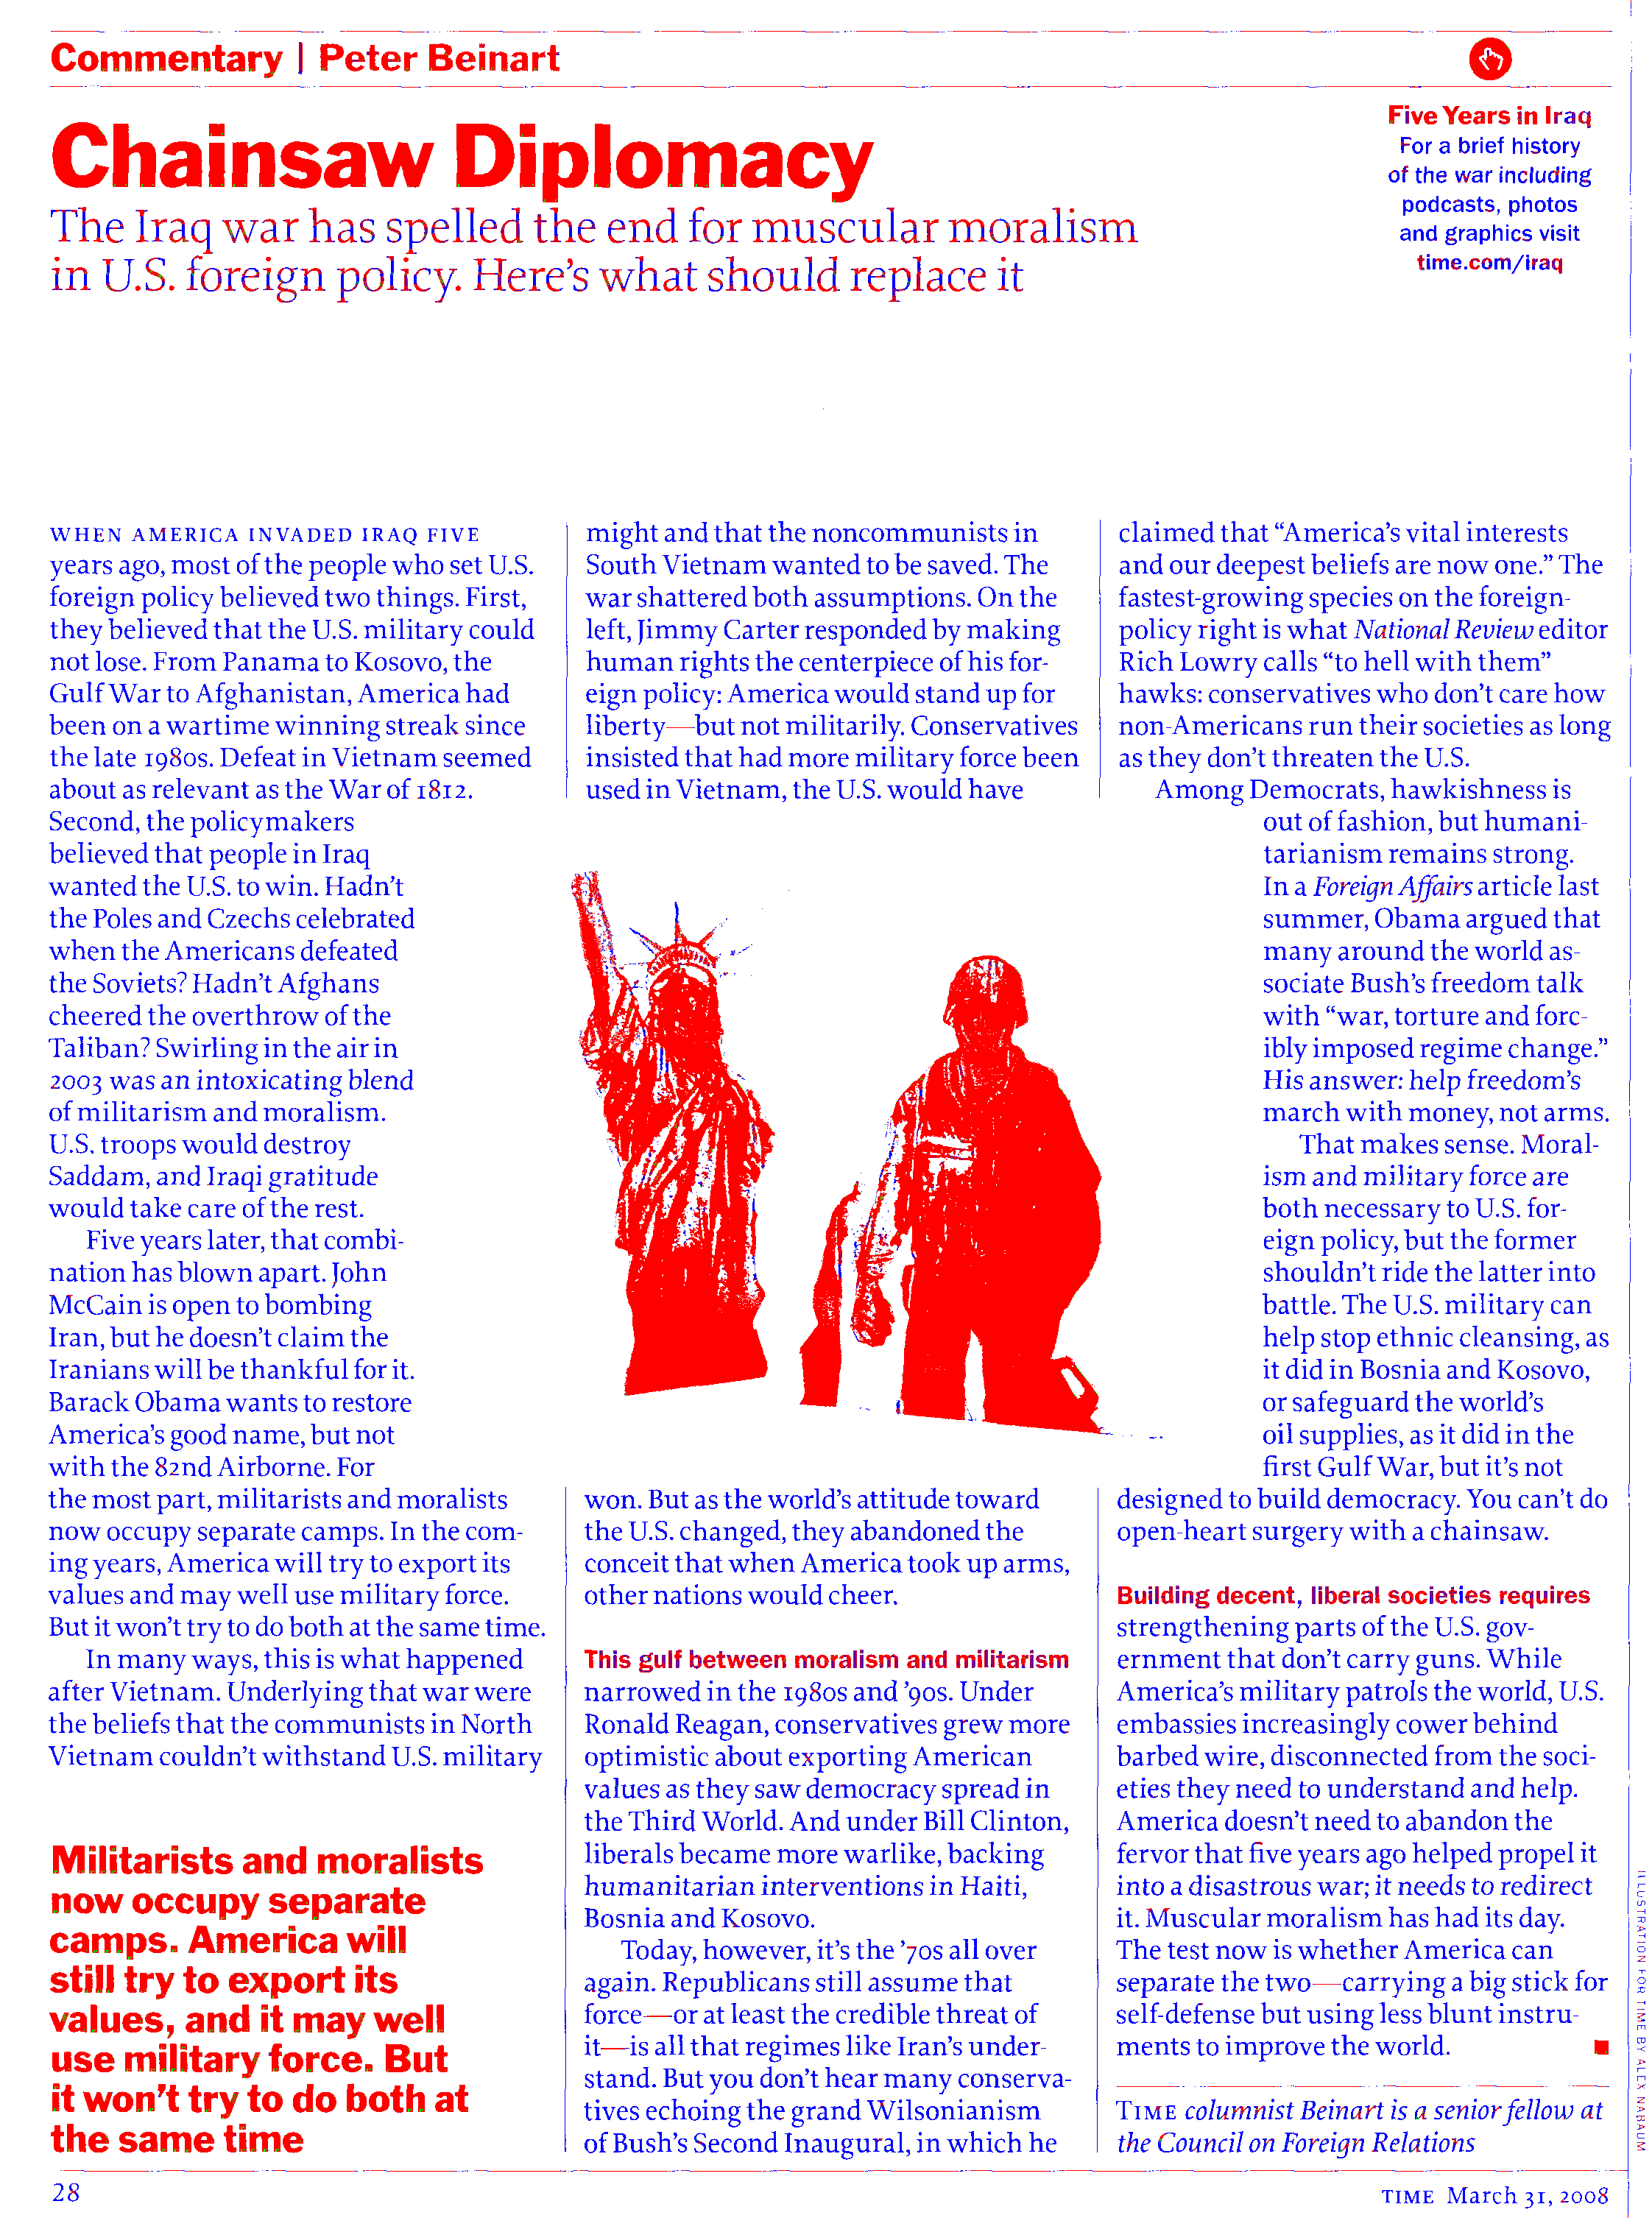 Commentary | Peter Beinart
Chainsaw Diplomacy
The Iraq war has spelled the end for muscular moralism
in U.S. foreign policy. Here's what should replace it
Five Years in Iraq
For a brief history
of the war including
podcasts, photos
and graphics visit
time.com/iraq
WHEN AMERICA INVADED IRAQ FIVE
years ago, most of the people who set U.S.
foreign policy believed two things. First,
they believed that the U.S. military could
not lose. From Panama to Kosovo, the
Gulf War to Afghanistan, America had
been on a wartime winning streak since
the late 1980s. Defeat in Vietnam seemed
about as relevant as the War of 1812.
Second, the policymakers
believed that people in Iraq
wanted the U.S. to win. Hadn't
the Poles and Czechs celebrated
when the Americans defeated
the Soviets? Hadn't Afghans
cheered the overthrow of the
Taliban? Swirling in the air in
2003 was an intoxicating blend
of militarism and moralism.
U.S. troops would destroy
Saddam, and Iraqi gratitude
would take care of the rest.
Five years later, that combi-
nation has blown apart. John
McCain is open to bombing
Iran, but he doesn't claim the
Iranians will be thankful for it.
Barack Obama wants to restore
America's good name, but not
with the 82nd Airborne. For
the most part, militarists and moralists
now occupy separate camps. In the com-
ing years, America will try to export its
values and may well use military force.
But it won't try to do both at the same time.
In many ways, this is what happened
after Vietnam. Underlying that war were
the beliefs that the communists in North
Vietnam couldn't withstand U.S. military
Militarists and moralists
now occupy separate
camps. America will
still try to export its
values, and it may well
use military force. But
it won't try to do both at
the same time
might and that the noncommunists in
South Vietnam wanted to be saved. The
war shattered both assumptions. On the
left, Jimmy Carter responded by making
human rights the centerpiece of his for-
eign policy: America would stand up for
liberty—but not militarily. Conservatives
insisted that had more military force been
used in Vietnam, the U.S. would have
won. But as the world's attitude toward
the U.S. changed, they abandoned the
conceit that when America took up arms,
other nations would cheer.
This gulf between moralism and militarism
narrowed in the 1980s and '90s. Under
Ronald Reagan, conservatives grew more
optimistic about exporting American
values as they saw democracy spread in
the Third World. And under Bill Clinton,
liberals became more warlike, backing
humanitarian interventions in Haiti,
Bosnia and Kosovo.
Today, however, it's the '70s all over
again. Republicans still assume that
force—or at least the credible threat of
it—is all that regimes like Iran's under-
stand. But you don't hear many conserva-
tives echoing the grand Wilsonianism
of Bush's Second Inaugural, in which he
claimed that "America's vital interests
and our deepest beliefs are now one." The
fastest-growing species on the foreign-
policy right is what National Review editor
Rich Lowry calls "to hell with them"
hawks: conservatives who don't care how
non-Americans run their societies as long
as they don't threaten the U.S.
Among Democrats, hawkishness is
out of fashion, but humani-
tarianism remains strong.
In a Foreign Affairs article last
summer, Obama argued that
many around the world as-
sociate Bush's freedom talk
with "war, torture and forc-
ibly imposed regime change."
His answer: help freedom's
march with money, not arms.
That makes sense. Moral-
ism and military force are
both necessary to U.S. for-
eign policy, but the former
shouldn't ride the latter into
battle. The U.S. military can
help stop ethnic cleansing, as
it did in Bosnia and Kosovo,
or safeguard the world's
oil supplies, as it did in the
first Gulf War, but it's not
designed to build democracy. You can't do
open-heart surgery with a chainsaw.
Building decent, liberal societies requires
strengthening parts of the U.S. gov-
ernment that don't carry guns. While
America's military patrols the world, U.S.
embassies increasingly cower behind
barbed wire, disconnected from the soci-
eties they need to understand and help.
America doesn't need to abandon the
fervor that five years ago helped propel it
into a disastrous war; it needs to redirect
it. Muscular moralism has had its day.
The test now is whether America can
separate the two—carrying a big stick for
self-defense but using less blunt instru-
ments to improve the world.
TIME columnist Beinart is a senior fellow at
the Council on Foreign Relations
ILLUSTRATION FOR TIME BY ALEX NABAUM
28
TIME March 31, 2008